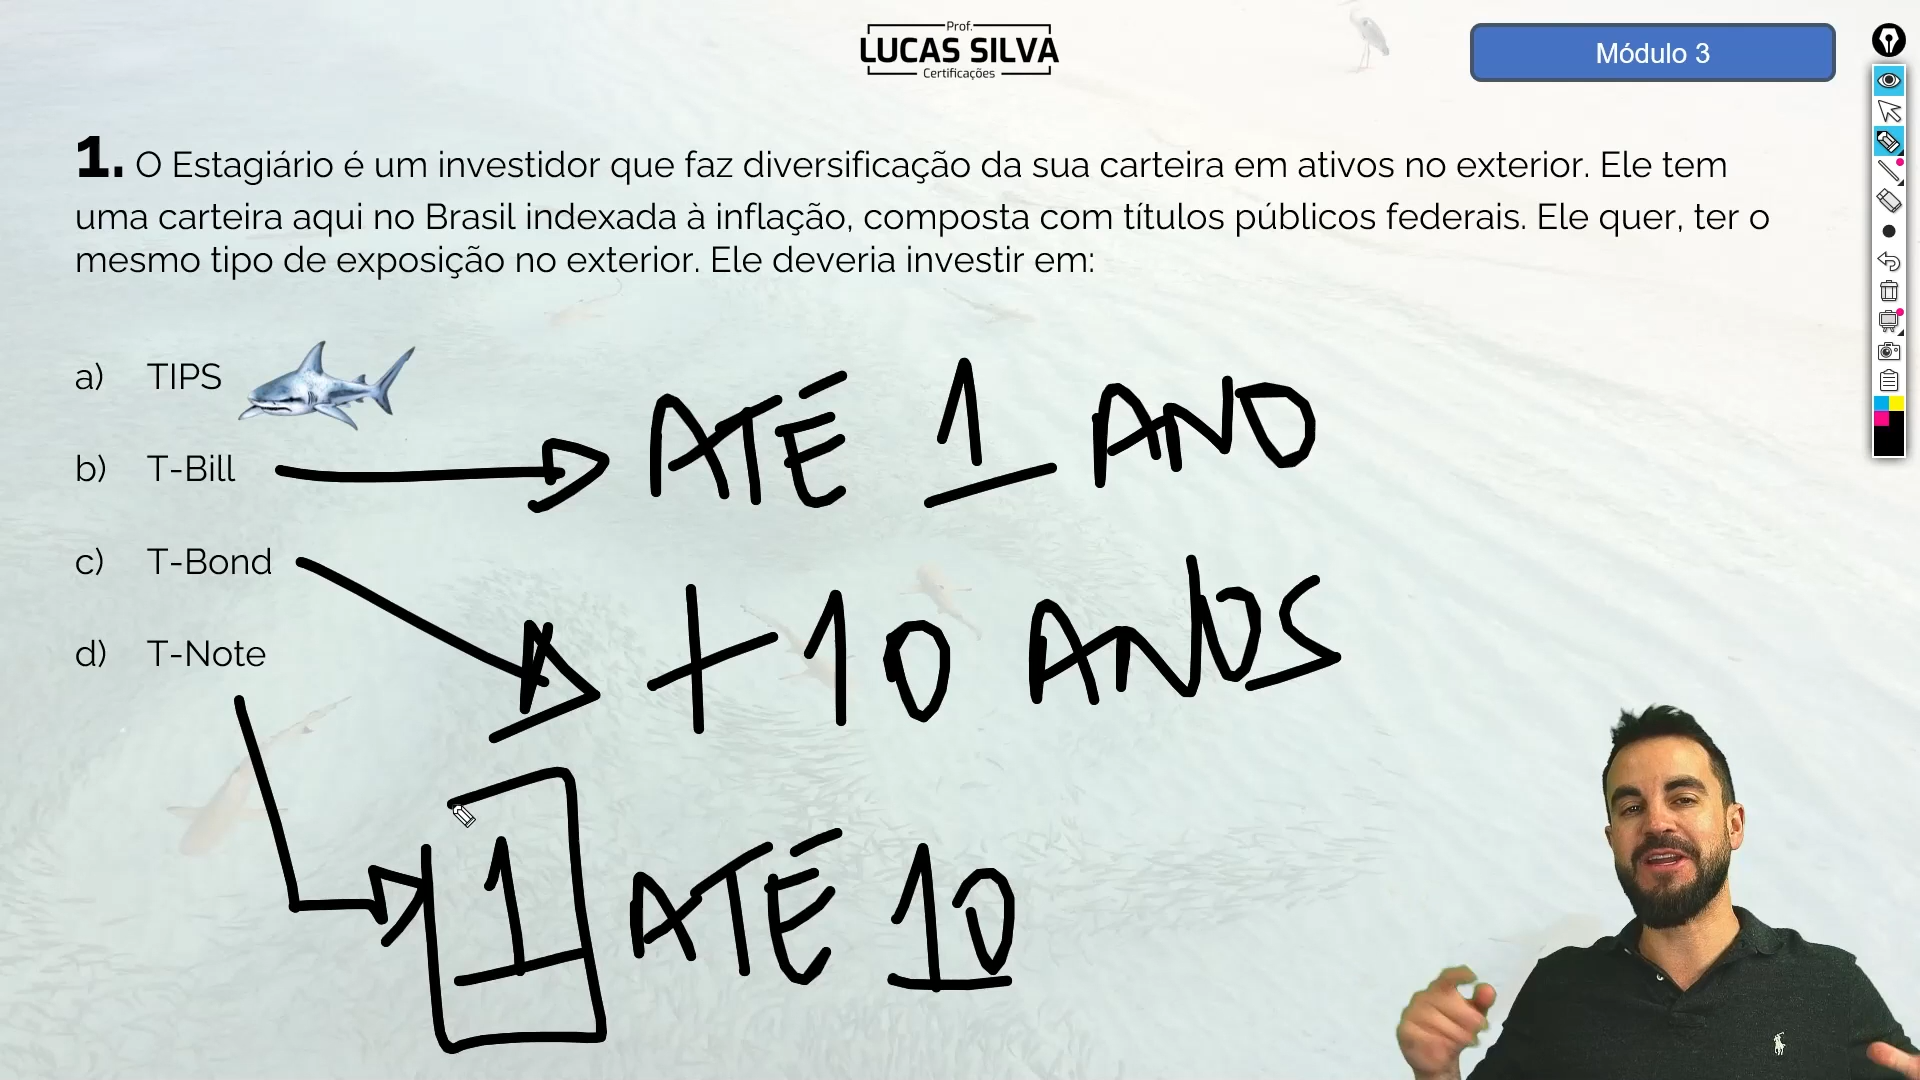 Prof.
LUCAS SILVA
Certificações
Módulo 3
1. O Estagiário é um investidor que faz diversificação da sua carteira em ativos no exterior. Ele tem
uma carteira aqui no Brasil indexada à inflação, composta com títulos públicos federais. Ele quer, ter o
mesmo tipo de exposição no exterior. Ele deveria investir em:
a) TIPS
b) T-Bill
ATÉ 1 ANO
c) T-Bond
+10 ANOS
d) T-Note
1 ATÉ 10